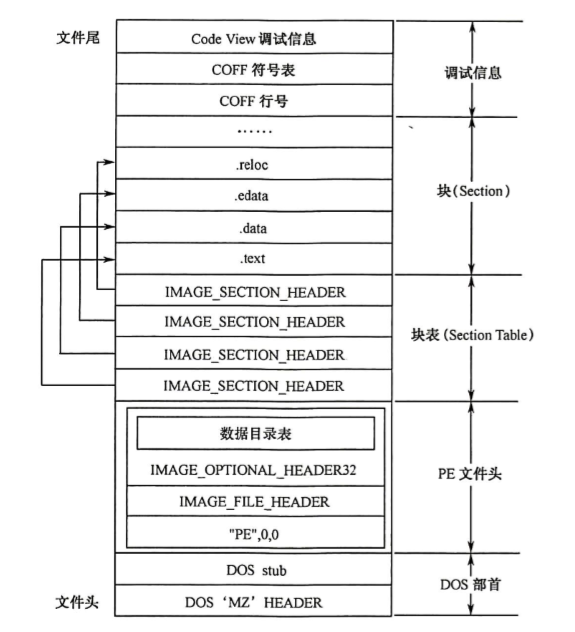 文件尾
Code View 调试信息
COFF 符号表
COFF 行号
调试信息
……
.reloc
.edata
.data
.text
块(Section)
IMAGE_SECTION_HEADER
IMAGE_SECTION_HEADER
IMAGE_SECTION_HEADER
IMAGE_SECTION_HEADER
块表(Section Table)
数据目录表
IMAGE_OPTIONAL_HEADER32
IMAGE_FILE_HEADER
"PE",0,0
PE 文件头
DOS stub
DOS ‘MZ’ HEADER
DOS 部首
文件头